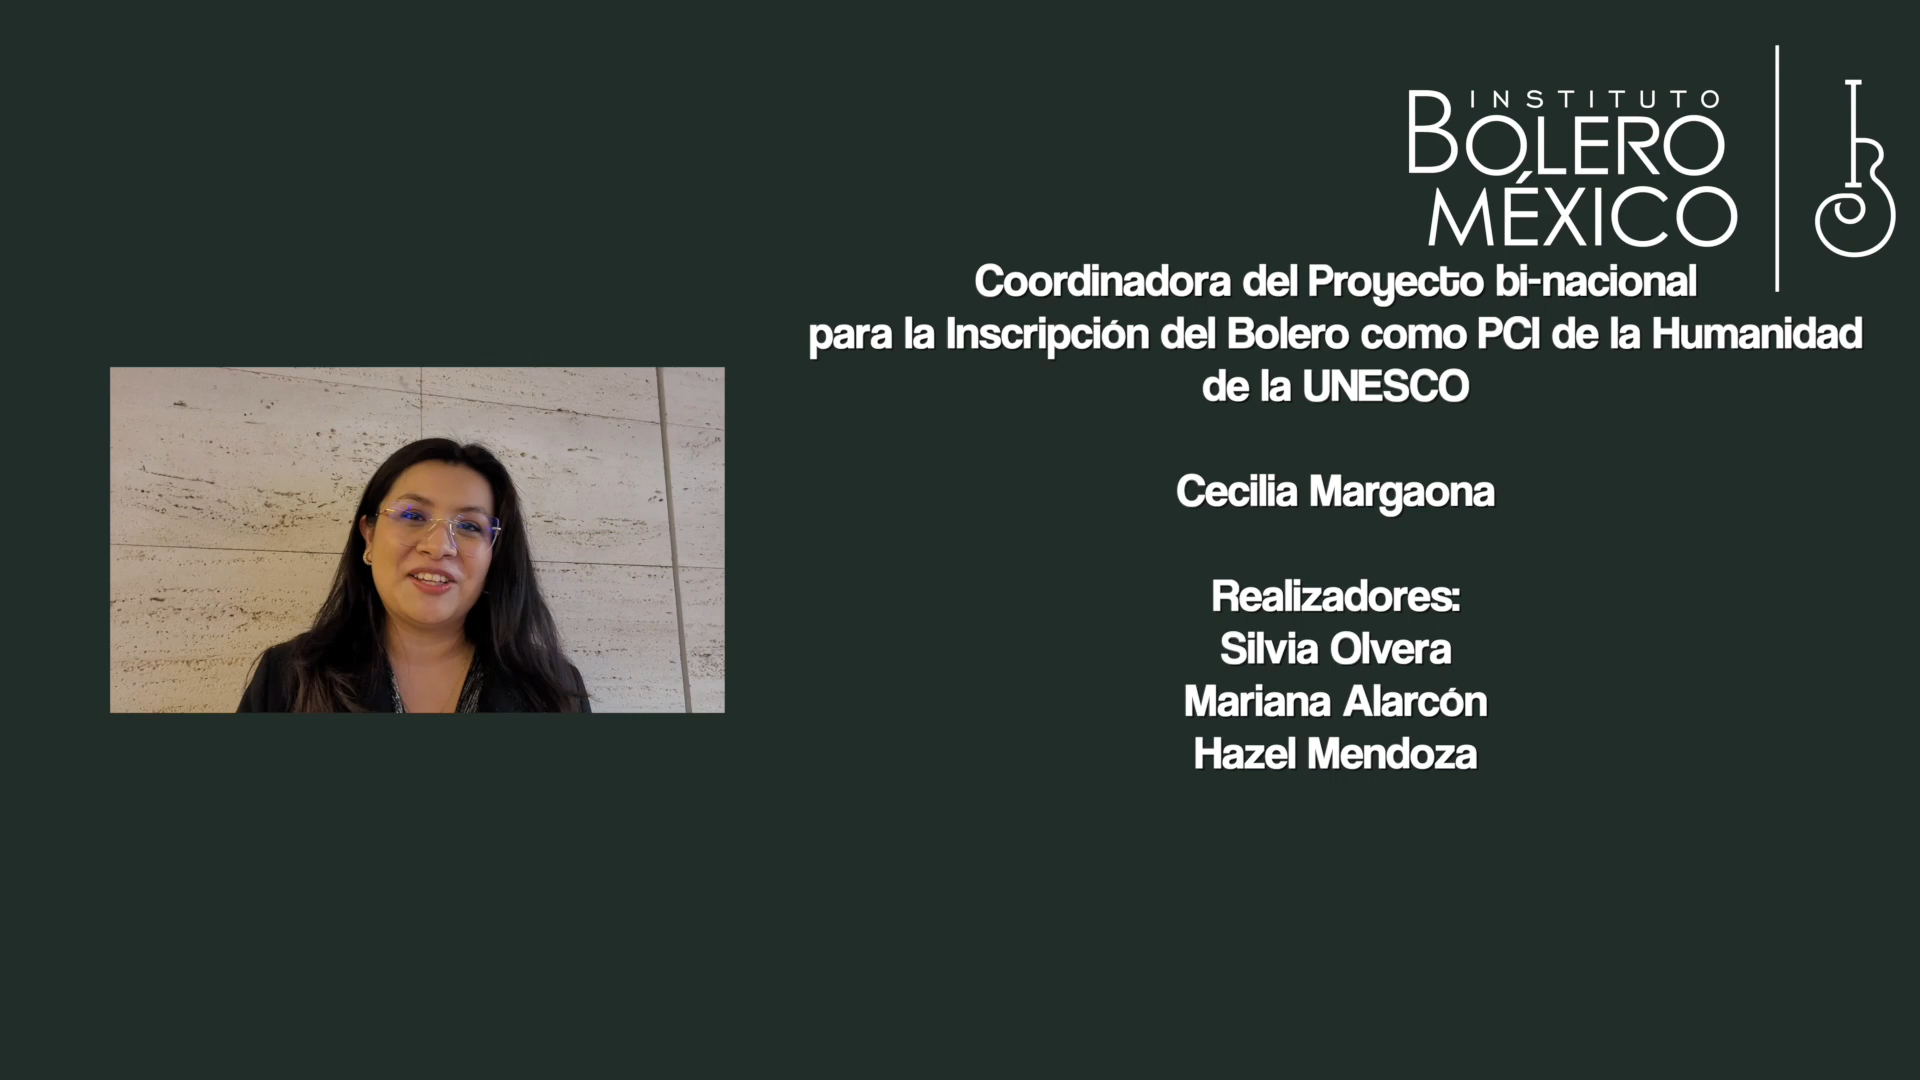 INSTITUTO
BOLERO
MÉXICO
Coordinadora del Proyecto bi-nacional
para la Inscripción del Bolero como PCI de la Humanidad
de la UNESCO
Cecilia Margaona
Realizadores:
Silvia Olvera
Mariana Alarcón
Hazel Mendoza